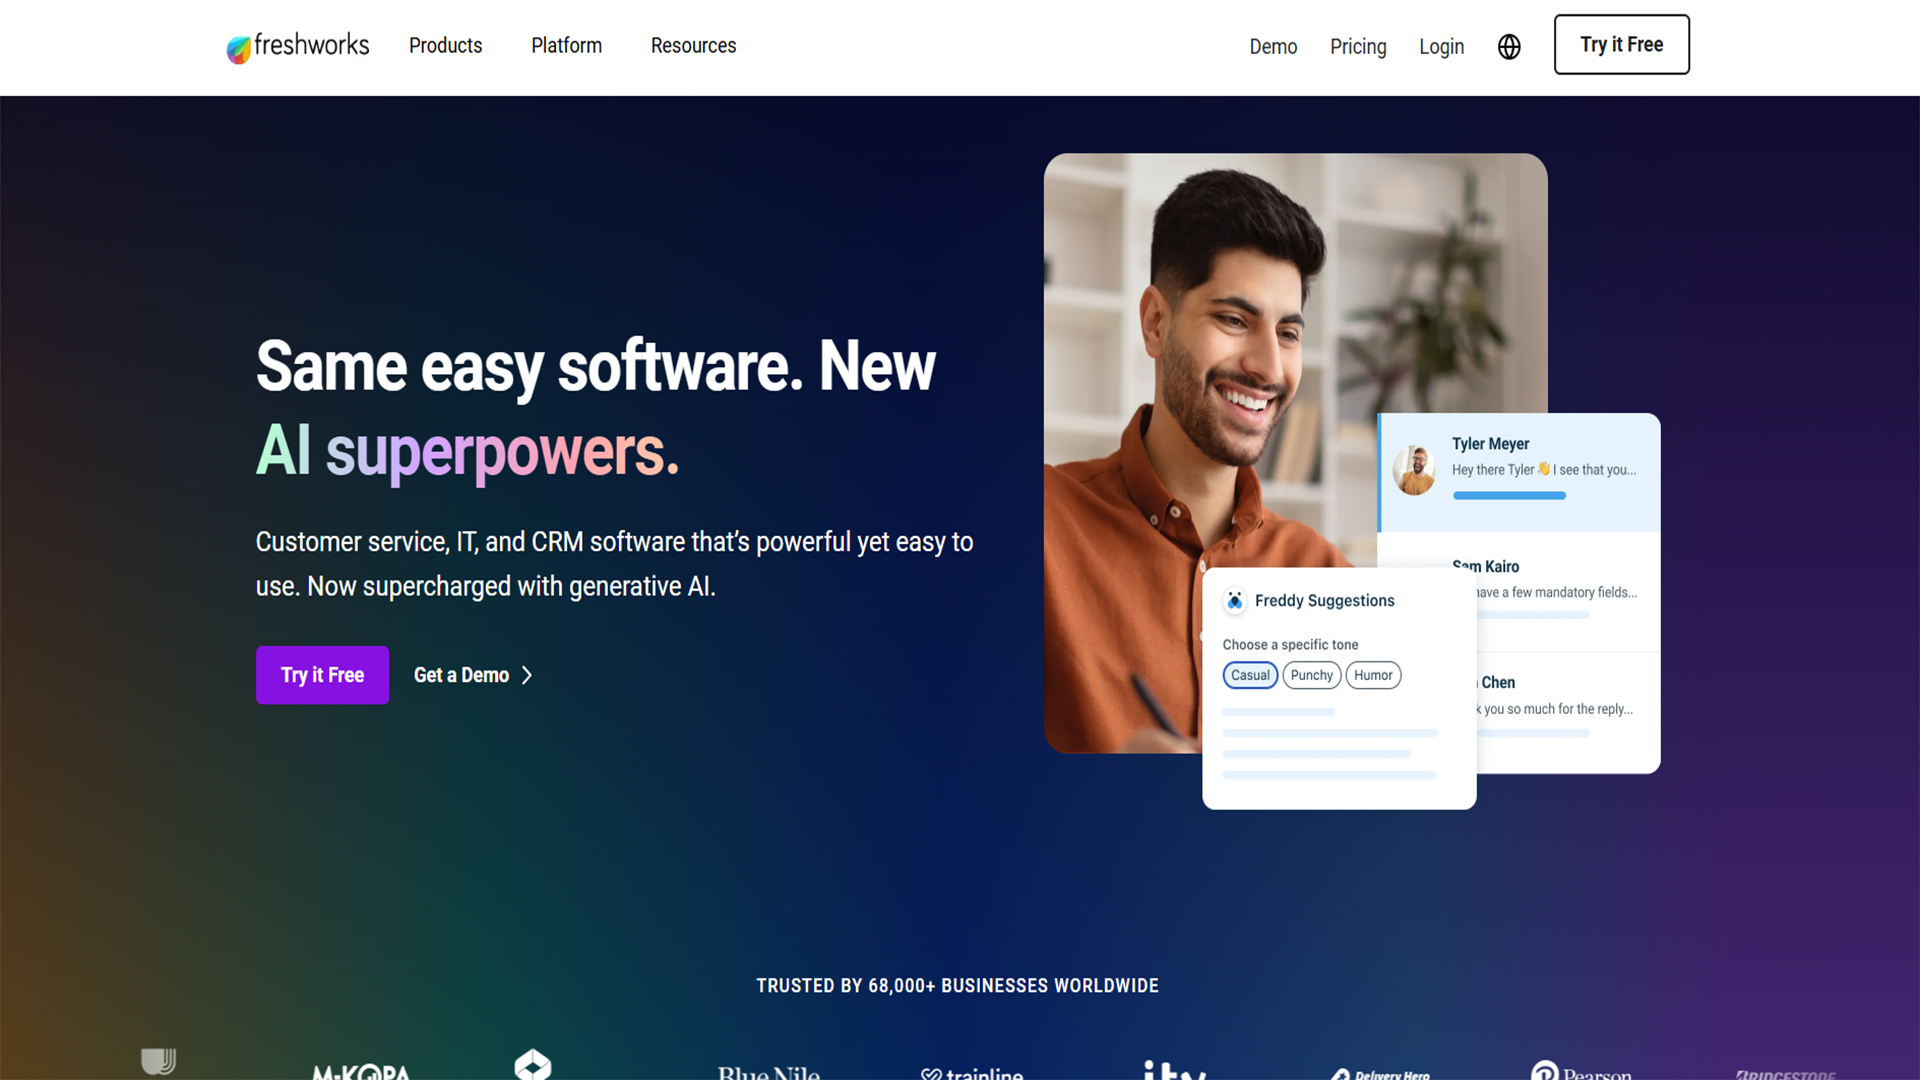 freshworks
Products
Platform
Resources
Demo
Pricing
Login
Try it Free
Same easy software. New
AI superpowers.
Customer service, IT, and CRM software that’s powerful yet easy to
use. Now supercharged with generative AI.
Try it Free
Get a Demo
Tyler Meyer
Hey there Tyler 👋 I see that you...
Sam Kairo
have a few mandatory fields...
Chen
you so much for the reply...
Freddy Suggestions
Choose a specific tone
Casual
Punchy
Humor
TRUSTED BY 68,000+ BUSINESSES WORLDWIDE
M-KOPA
Blue Nile
trainline
itv
Delivery Hero
Pearson
BRIDGESTONE